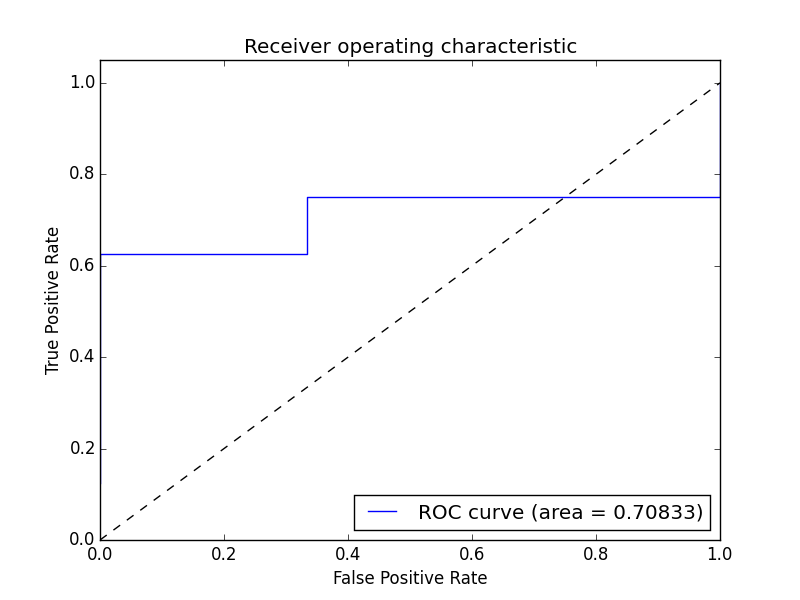 Receiver operating characteristic
1.0
0.8
0.6
0.4
0.2
0.0
True Positive Rate
ROC curve (area = 0.70833)
0.0 0.2 0.4 0.6 0.8 1.0
False Positive Rate